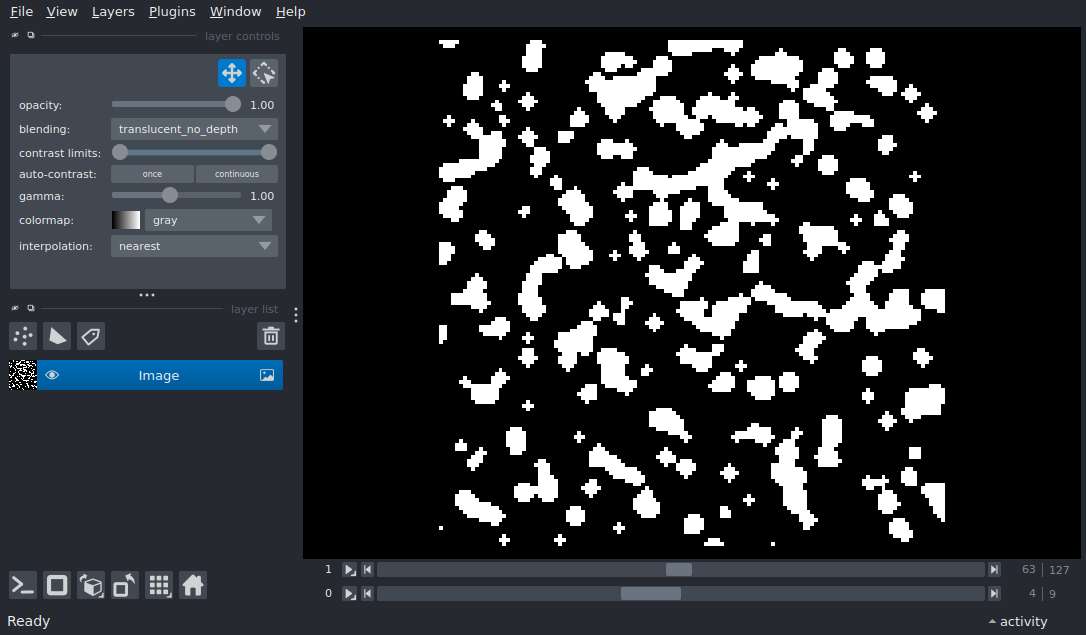 File View Layers Plugins Window Help
layer controls
opacity: 1.00
blending: translucent_no_depth
contrast limits:
auto-contrast: once continuous
gamma: 1.00
colormap: gray
interpolation: nearest
layer list
Image
1 63 127
0 4 9
Ready activity